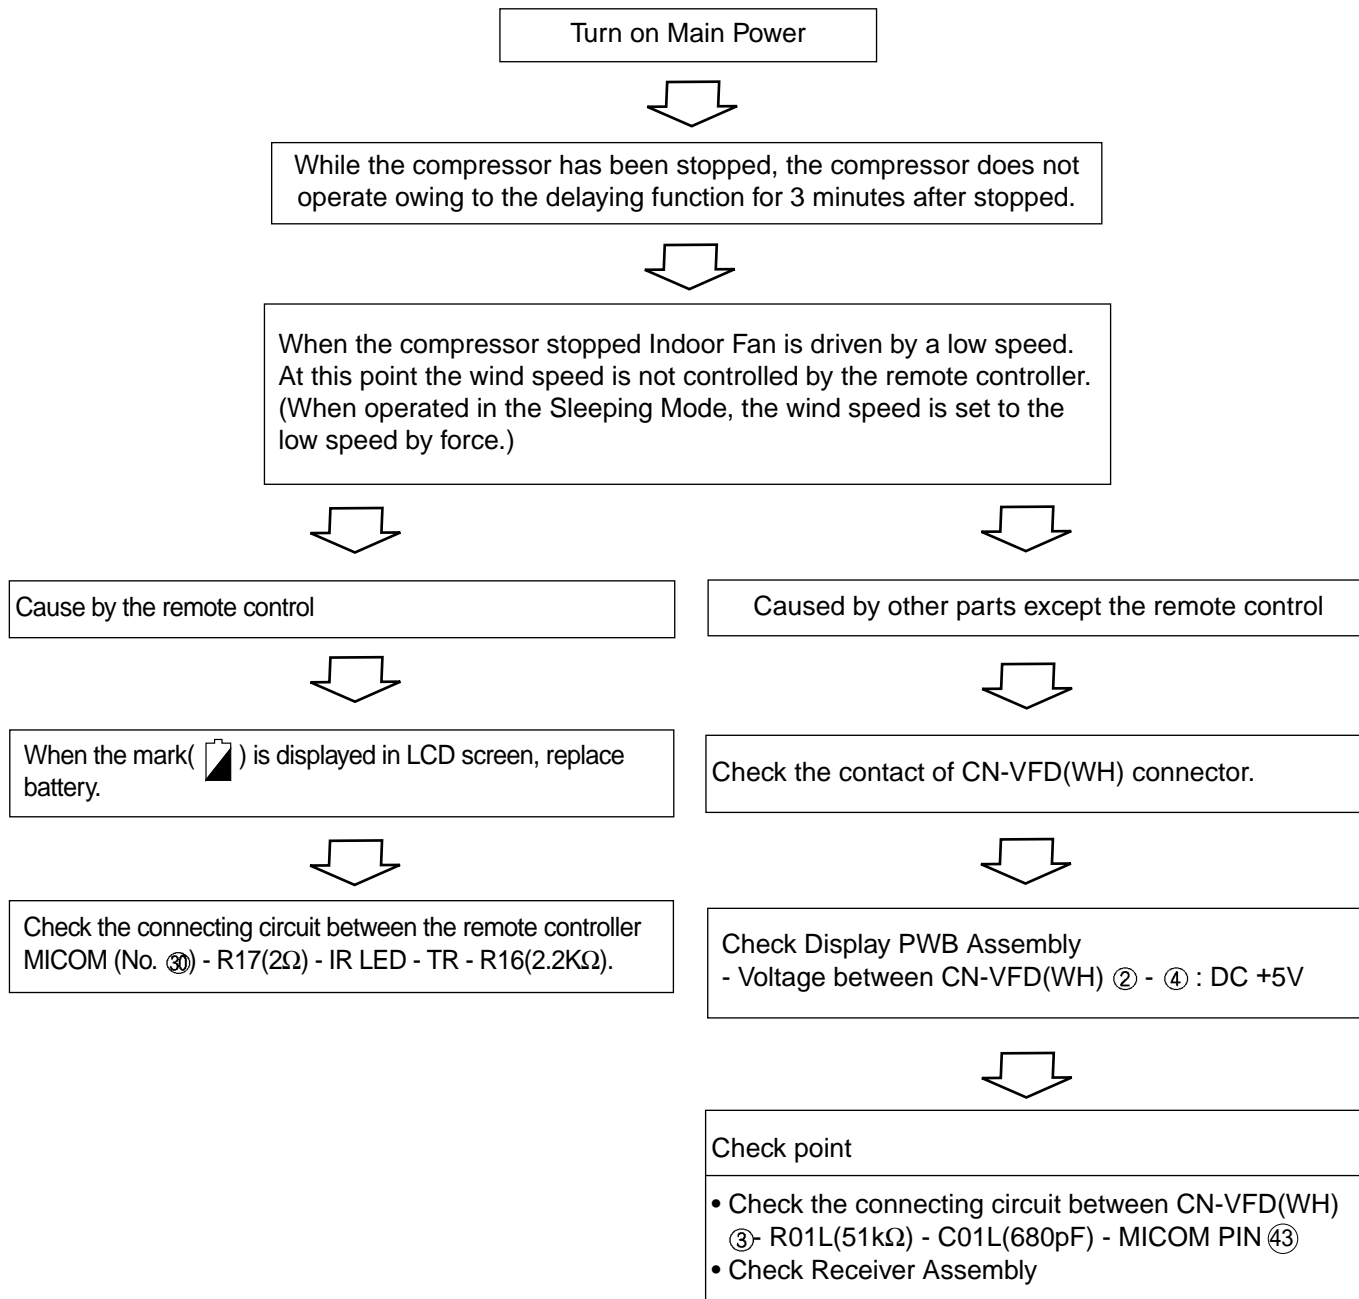 Turn on Main Power
While the compressor has been stopped, the compressor does not
operate owing to the delaying function for 3 minutes after stopped.
When the compressor stopped Indoor Fan is driven by a low speed.
At this point the wind speed is not controlled by the remote controller.
(When operated in the Sleeping Mode, the wind speed is set to the
low speed by force.)
Cause by the remote control
When the mark( ) is displayed in LCD screen, replace
battery.
Check the connecting circuit between the remote controller
MICOM (No. ㉚) - R17(2Ω) - IR LED - TR - R16(2.2KΩ).
Caused by other parts except the remote control
Check the contact of CN-VFD(WH) connector.
Check Display PWB Assembly
- Voltage between CN-VFD(WH) ② - ④ : DC +5V
Check point
• Check the connecting circuit between CN-VFD(WH)
③- R01L(51kΩ) - C01L(680pF) - MICOM PIN ㊸
• Check Receiver Assembly